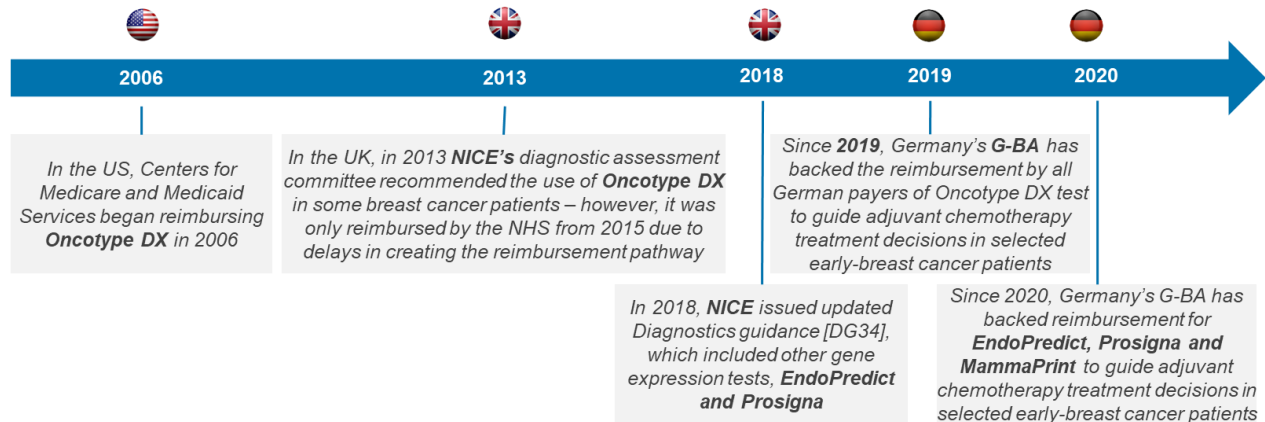 2006
2013
2018
2019
2020
In the US, Centers for
Medicare and Medicaid
Services began reimbursing
Oncotype DX in 2006
In the UK, in 2013 NICE's diagnostic assessment
committee recommended the use of Oncotype DX
in some breast cancer patients – however, it was
only reimbursed by the NHS from 2015 due to
delays in creating the reimbursement pathway
In 2018, NICE issued updated
Diagnostics guidance [DG34],
which included other gene
expression tests, EndoPredict
and Prosigna
Since 2019, Germany's G-BA has
backed the reimbursement by all
German payers of Oncotype DX test
to guide adjuvant chemotherapy
treatment decisions in selected
early-breast cancer patients
Since 2020, Germany's G-BA has
backed reimbursement for
EndoPredict, Prosigna and
MammaPrint to guide adjuvant
chemotherapy treatment decisions in
selected early-breast cancer patients